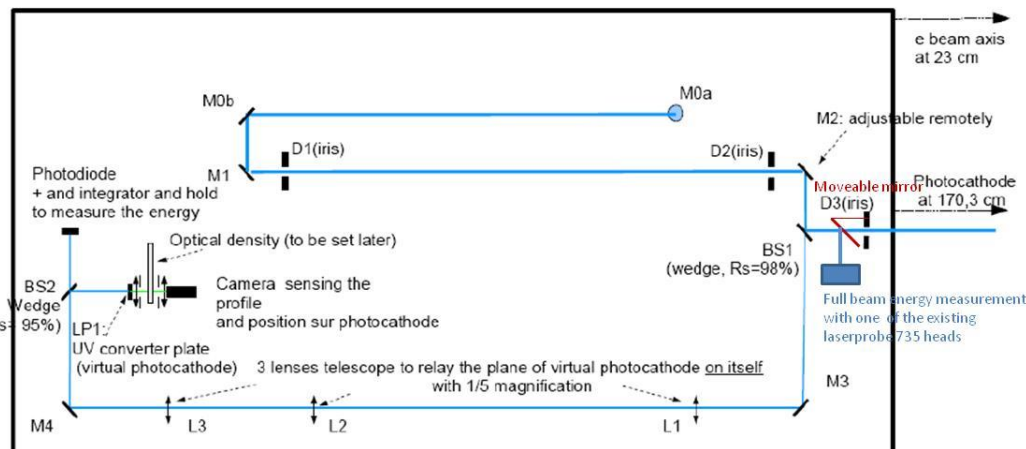 e beam axis
at 23 cm
M0b
M0a
M2: adjustable remotely
D1(iris)
D2(iris)
M1
Photodiode
+ and integrator and hold
to measure the energy
Moveable mirror
D3(iris)
Photocathode
at 170,3 cm
Optical density (to be set later)
BS1
(wedge, Rs=98%)
BS2
Wedge
s= 95%)
Camera sensing the
profile
and position sur photocathode
LP1:
UV converter plate
(virtual photocathode)
Full beam energy measurement
with one of the existing
laserprobe 735 heads
3 lenses telescope to relay the plane of virtual photocathode on itself
with 1/5 magnification
M3
M4
L3
L2
L1